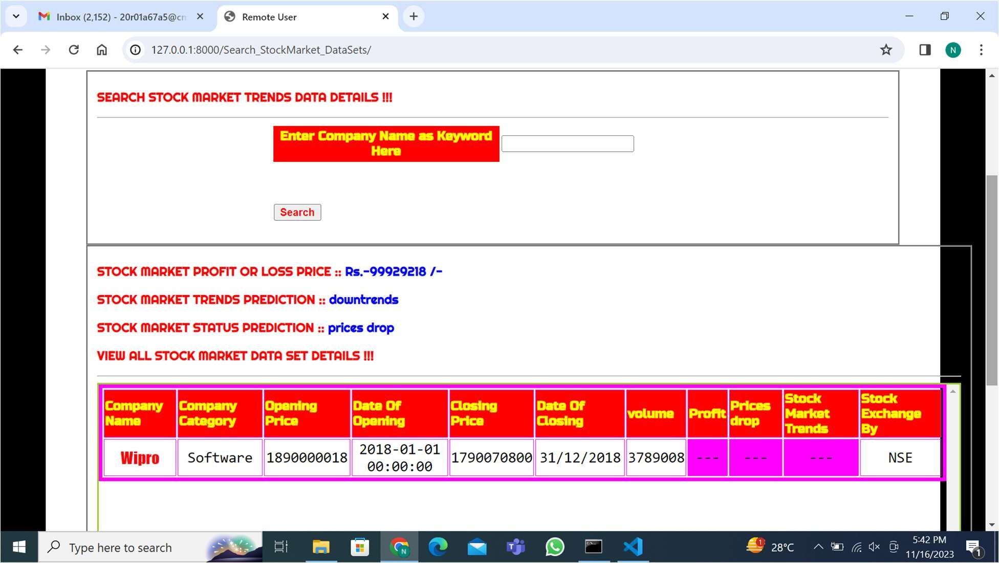 Inbox (2,152) - 20r01a67a5@cm
Remote User
127.0.0.1:8000/Search_StockMarket_DataSets/
N
SEARCH STOCK MARKET TRENDS DATA DETAILS !!!
Enter Company Name as Keyword
Here
Search
STOCK MARKET PROFIT OR LOSS PRICE :: Rs.-99929218 /-
STOCK MARKET TRENDS PREDICTION :: downtrends
STOCK MARKET STATUS PREDICTION :: prices drop
VIEW ALL STOCK MARKET DATA SET DETAILS !!!
Company Name Company Category Opening Price Date Of Opening Closing Price Date Of Closing volume Profit Prices drop Stock Market Trends Stock Exchange By
Wipro Software 1890000018 2018-01-01 00:00:00 1790070800 31/12/2018 3789008 --- --- --- NSE
Type here to search
N
1
28°C
5:42 PM
11/16/2023
1